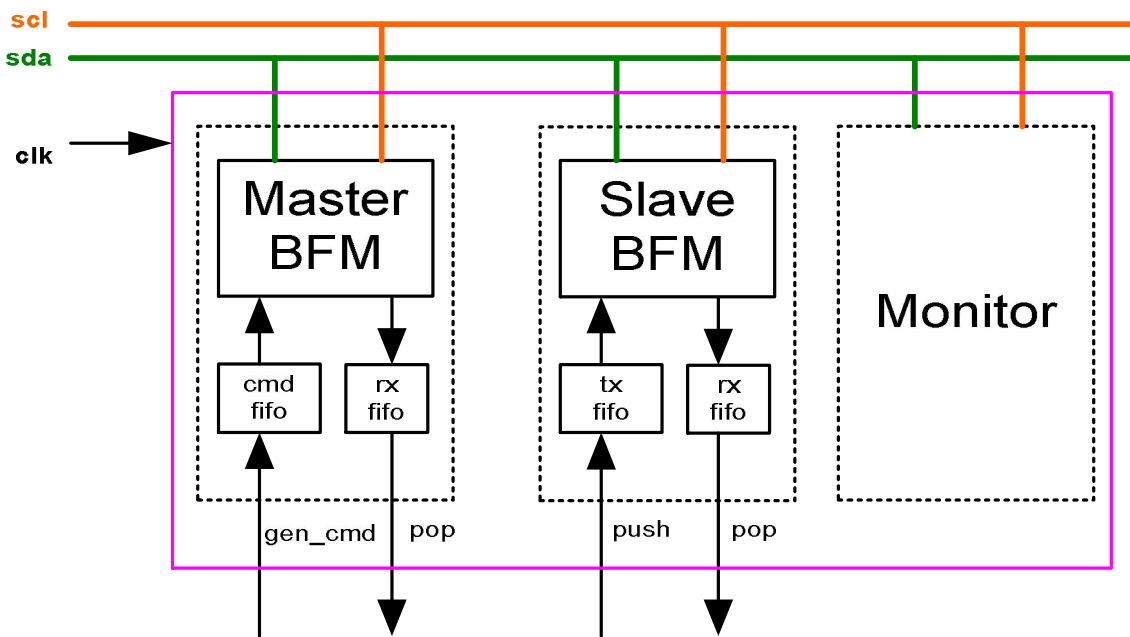 scl
sda
clk
Master
BFM
cmd
fifo
rx
fifo
gen_cmd
pop
Slave
BFM
tx
fifo
rx
fifo
push
pop
Monitor